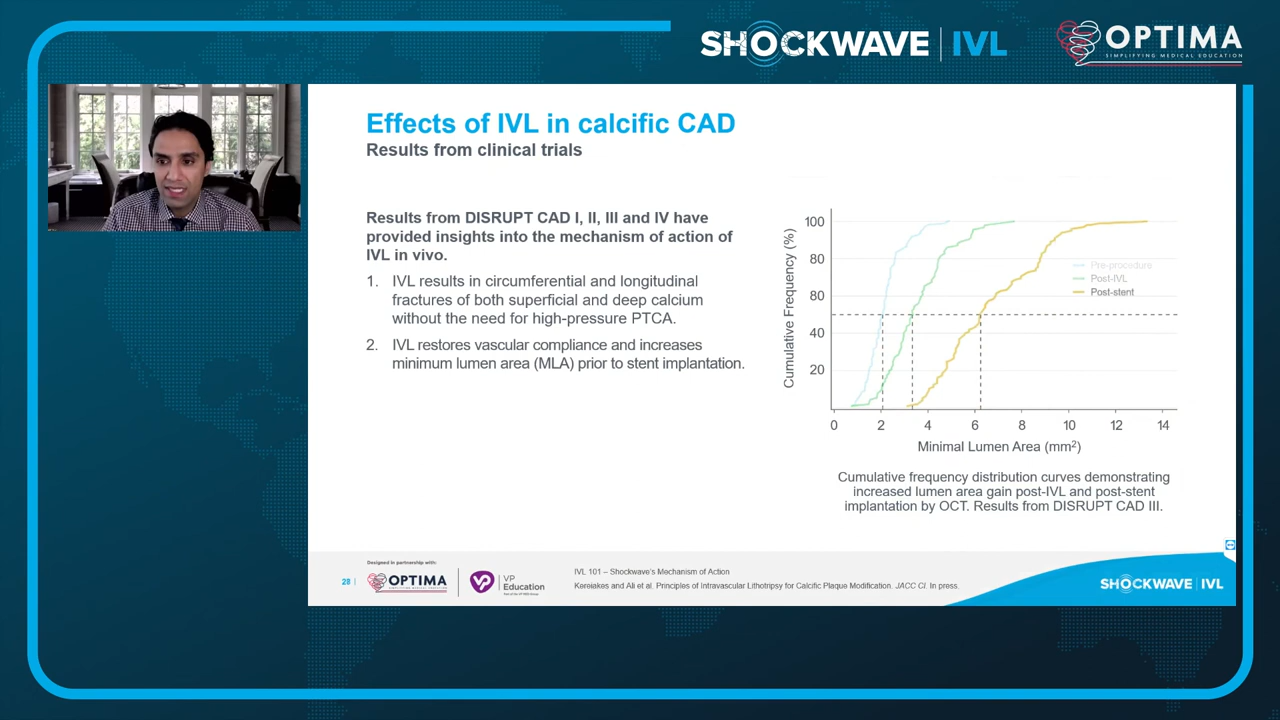 SHOCKWAVE IVL
OPTIMA
SIMPLIFYING MEDICAL EDUCATION
Effects of IVL in calcific CAD
Results from clinical trials
Results from DISRUPT CAD I, II, III and IV have
provided insights into the mechanism of action of
IVL in vivo.
1. IVL results in circumferential and longitudinal
fractures of both superficial and deep calcium
without the need for high-pressure PTCA.
2. IVL restores vascular compliance and increases
minimum lumen area (MLA) prior to stent implantation.
Cumulative Frequency (%)
100
80
80
40
20
Pre-procedure
Post-IVL
Post-stent
0 2 4 6 8 10 12 14
Minimal Lumen Area (mm²)
Cumulative frequency distribution curves demonstrating
increased lumen area gain post-IVL and post-stent
implantation by OCT. Results from DISRUPT CAD III.
28
Designed in partnership with:
OPTIMA
VP
Education
IVL 101 – Shockwave's Mechanism of Action
Kereiakes and Ali et al. Principles of Intravascular Lithotripsy for Calcific Plaque Modification. JACC CI. In press.
SHOCKWAVE IVL